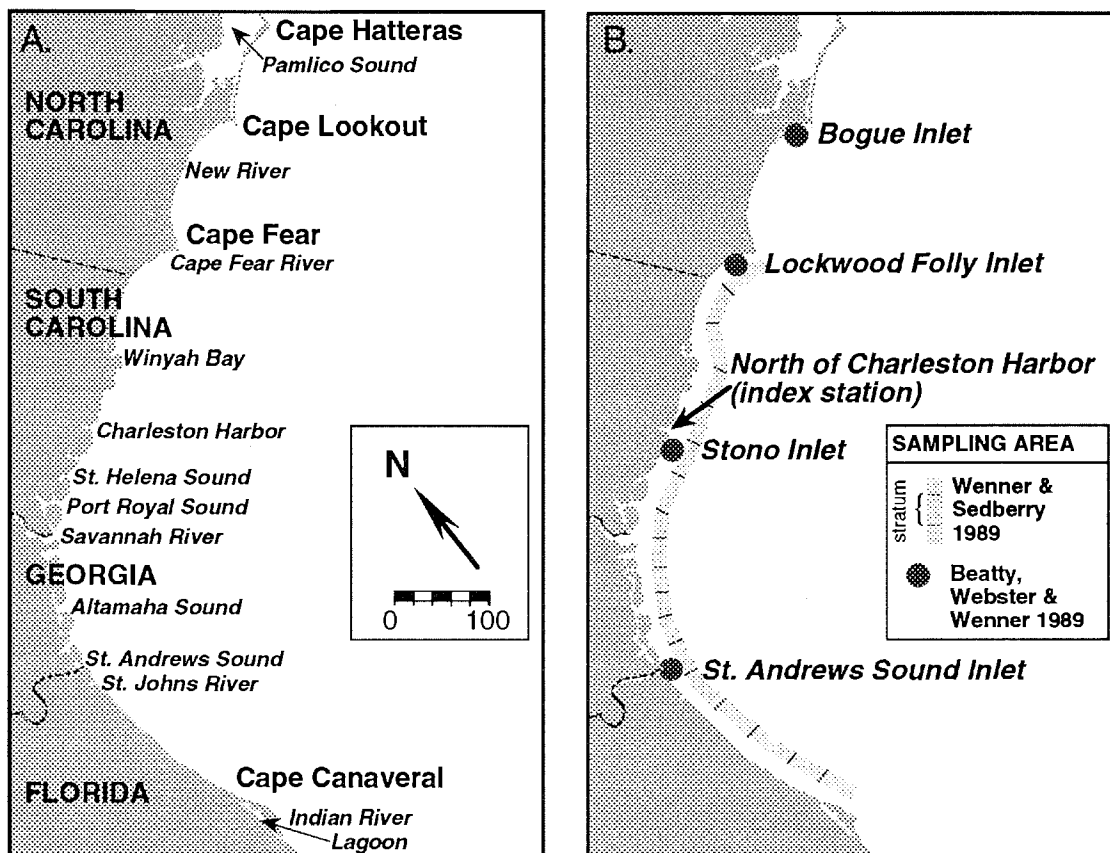 A.
Cape Hatteras
Pamlico Sound
NORTH
CAROLINA
Cape Lookout
New River
Cape Fear
Cape Fear River
SOUTH
CAROLINA
Winyah Bay
Charleston Harbor
St. Helena Sound
Port Royal Sound
Savannah River
GEORGIA
Altamaha Sound
St. Andrews Sound
St. Johns River
Cape Canaveral
FLORIDA
Indian River
Lagoon
N
0 100
B.
Bogue Inlet
Lockwood Folly Inlet
North of Charleston Harbor
(index station)
Stono Inlet
St. Andrews Sound Inlet
SAMPLING AREA
stratum
Wenner &
Sedberry
1989
Beatty,
Webster &
Wenner 1989